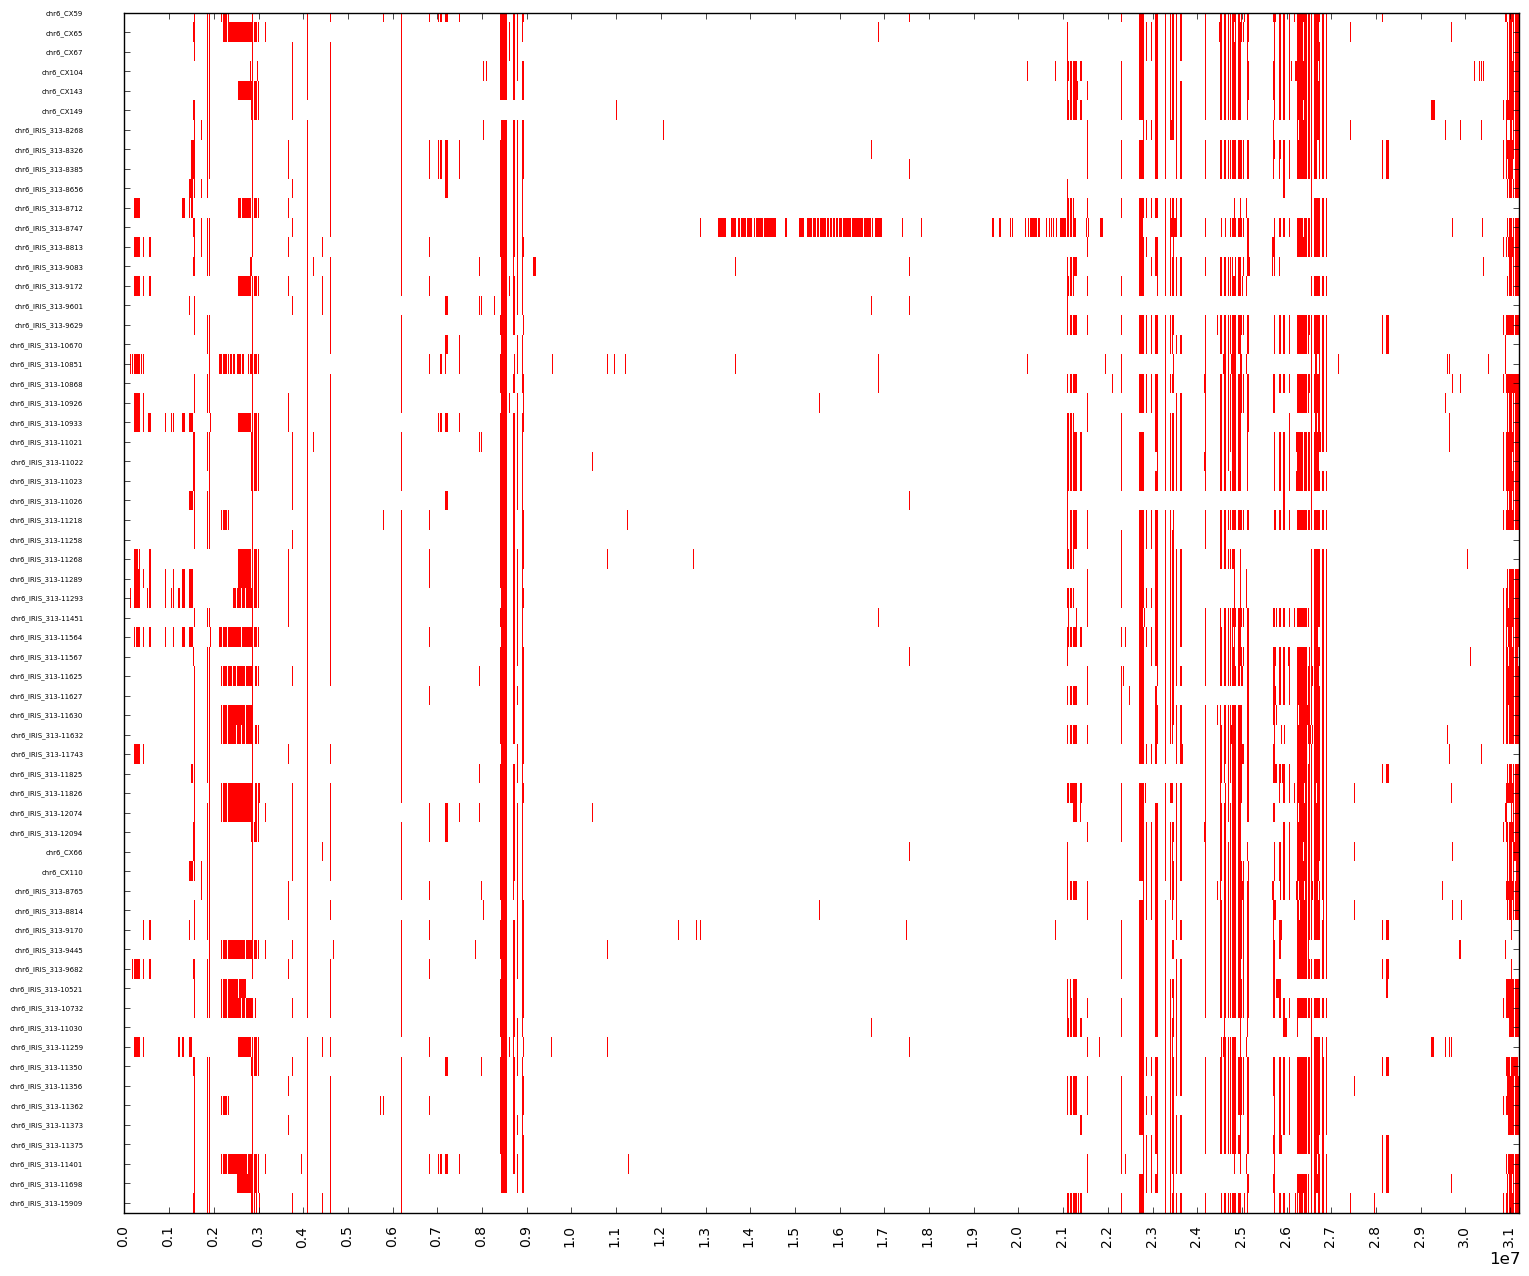 chr6_CX59
chr6_CX65
chr6_CX67
chr6_CX104
chr6_CX143
chr6_CX149
chr6_IRIS_313-8268
chr6_IRIS_313-8326
chr6_IRIS_313-8385
chr6_IRIS_313-8656
chr6_IRIS_313-8712
chr6_IRIS_313-8747
chr6_IRIS_313-8813
chr6_IRIS_313-9083
chr6_IRIS_313-9172
chr6_IRIS_313-9601
chr6_IRIS_313-9629
chr6_IRIS_313-10670
chr6_IRIS_313-10851
chr6_IRIS_313-10868
chr6_IRIS_313-10926
chr6_IRIS_313-10933
chr6_IRIS_313-11021
chr6_IRIS_313-11022
chr6_IRIS_313-11023
chr6_IRIS_313-11026
chr6_IRIS_313-11218
chr6_IRIS_313-11258
chr6_IRIS_313-11268
chr6_IRIS_313-11289
chr6_IRIS_313-11293
chr6_IRIS_313-11451
chr6_IRIS_313-11564
chr6_IRIS_313-11567
chr6_IRIS_313-11625
chr6_IRIS_313-11627
chr6_IRIS_313-11630
chr6_IRIS_313-11632
chr6_IRIS_313-11743
chr6_IRIS_313-11825
chr6_IRIS_313-11826
chr6_IRIS_313-12074
chr6_IRIS_313-12094
chr6_CX66
chr6_CX110
chr6_IRIS_313-8765
chr6_IRIS_313-8814
chr6_IRIS_313-9170
chr6_IRIS_313-9445
chr6_IRIS_313-9682
chr6_IRIS_313-10521
chr6_IRIS_313-10732
chr6_IRIS_313-11030
chr6_IRIS_313-11259
chr6_IRIS_313-11350
chr6_IRIS_313-11356
chr6_IRIS_313-11362
chr6_IRIS_313-11373
chr6_IRIS_313-11375
chr6_IRIS_313-11401
chr6_IRIS_313-11698
chr6_IRIS_313-15909
0.0 0.1 0.2 0.3 0.4 0.5 0.6 0.7 0.8 0.9 1.0 1.1 1.2 1.3 1.4 1.5 1.6 1.7 1.8 1.9 2.0 2.1 2.2 2.3 2.4 2.5 2.6 2.7 2.8 2.9 3.0 3.1
1e7